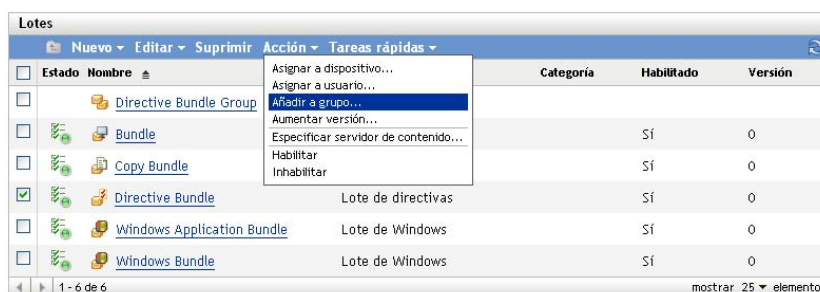 Lotes
Nuevo Editar Suprimir Acción Tareas rápidas
Estado Nombre Categoría Habilitado Versión
Asignar a dispositivo...
Asignar a usuario...
Añadir a grupo...
Aumentar versión...
Especificar servidor de contenido...
Habilitar
Inhabilitar
Directive Bundle Group
Bundle Sí 0
Copy Bundle Sí 0
Directive Bundle Lote de directivas Sí 0
Windows Application Bundle Lote de Windows Sí 0
Windows Bundle Lote de Windows Sí 0
1 - 6 de 6 mostrar 25 elemento